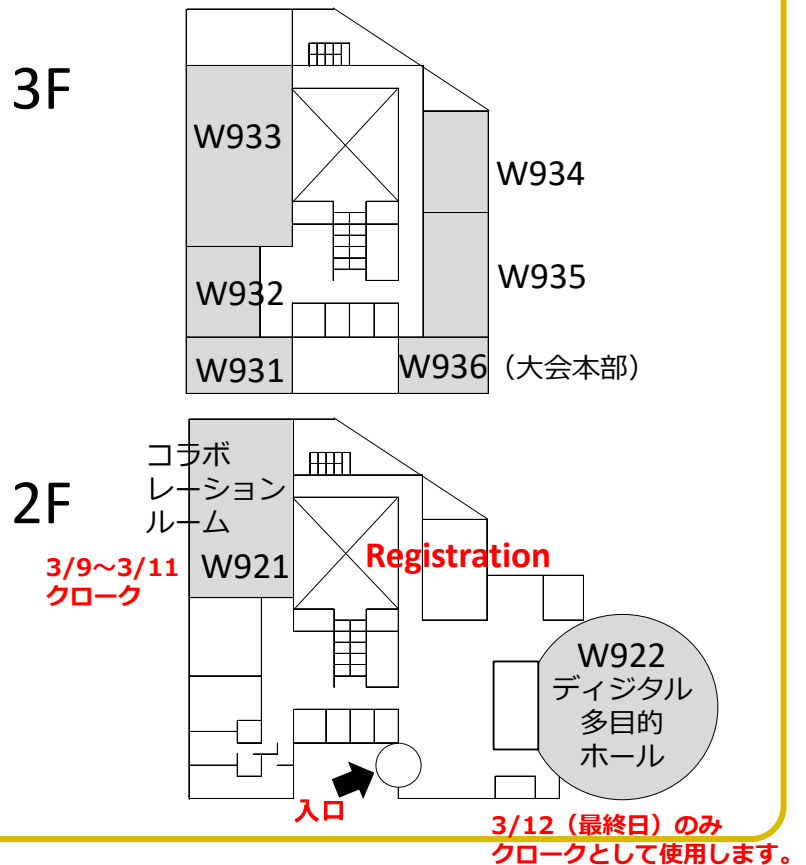 3F
W933
W934
W932
W935
W931
W936（大会本部）
2F
コラボ
レーション
ルーム
W921
3/9～3/11
クローク
Registration
W922
ディジタル
多目的
ホール
入口
3/12（最終日）のみ
クロークとして使用します。